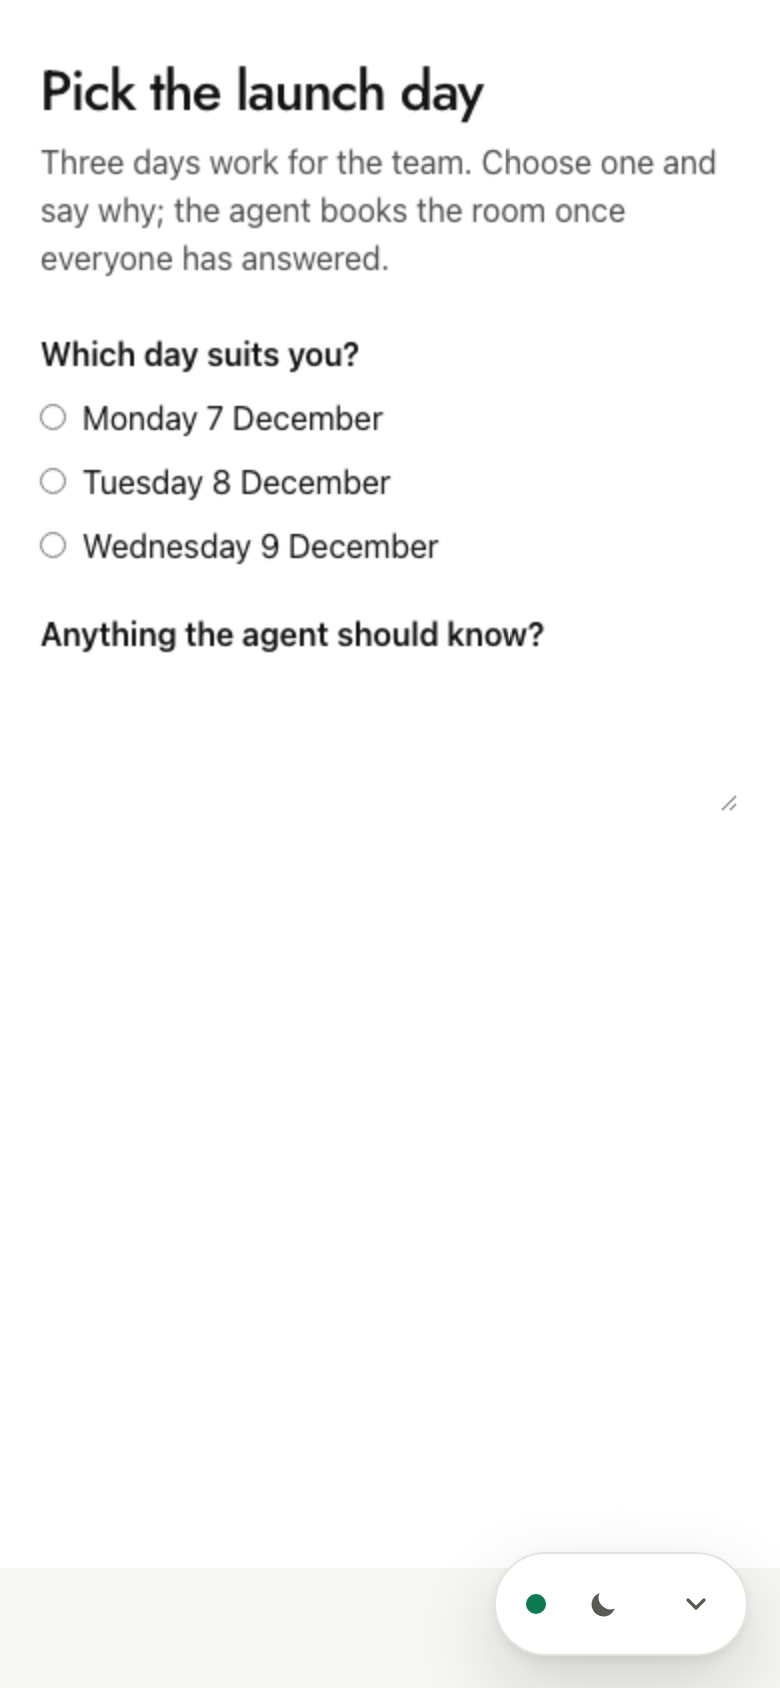 Pick the launch day
Three days work for the team. Choose one and
say why; the agent books the room once
everyone has answered.
Which day suits you?
Monday 7 December
Tuesday 8 December
Wednesday 9 December
Anything the agent should know?